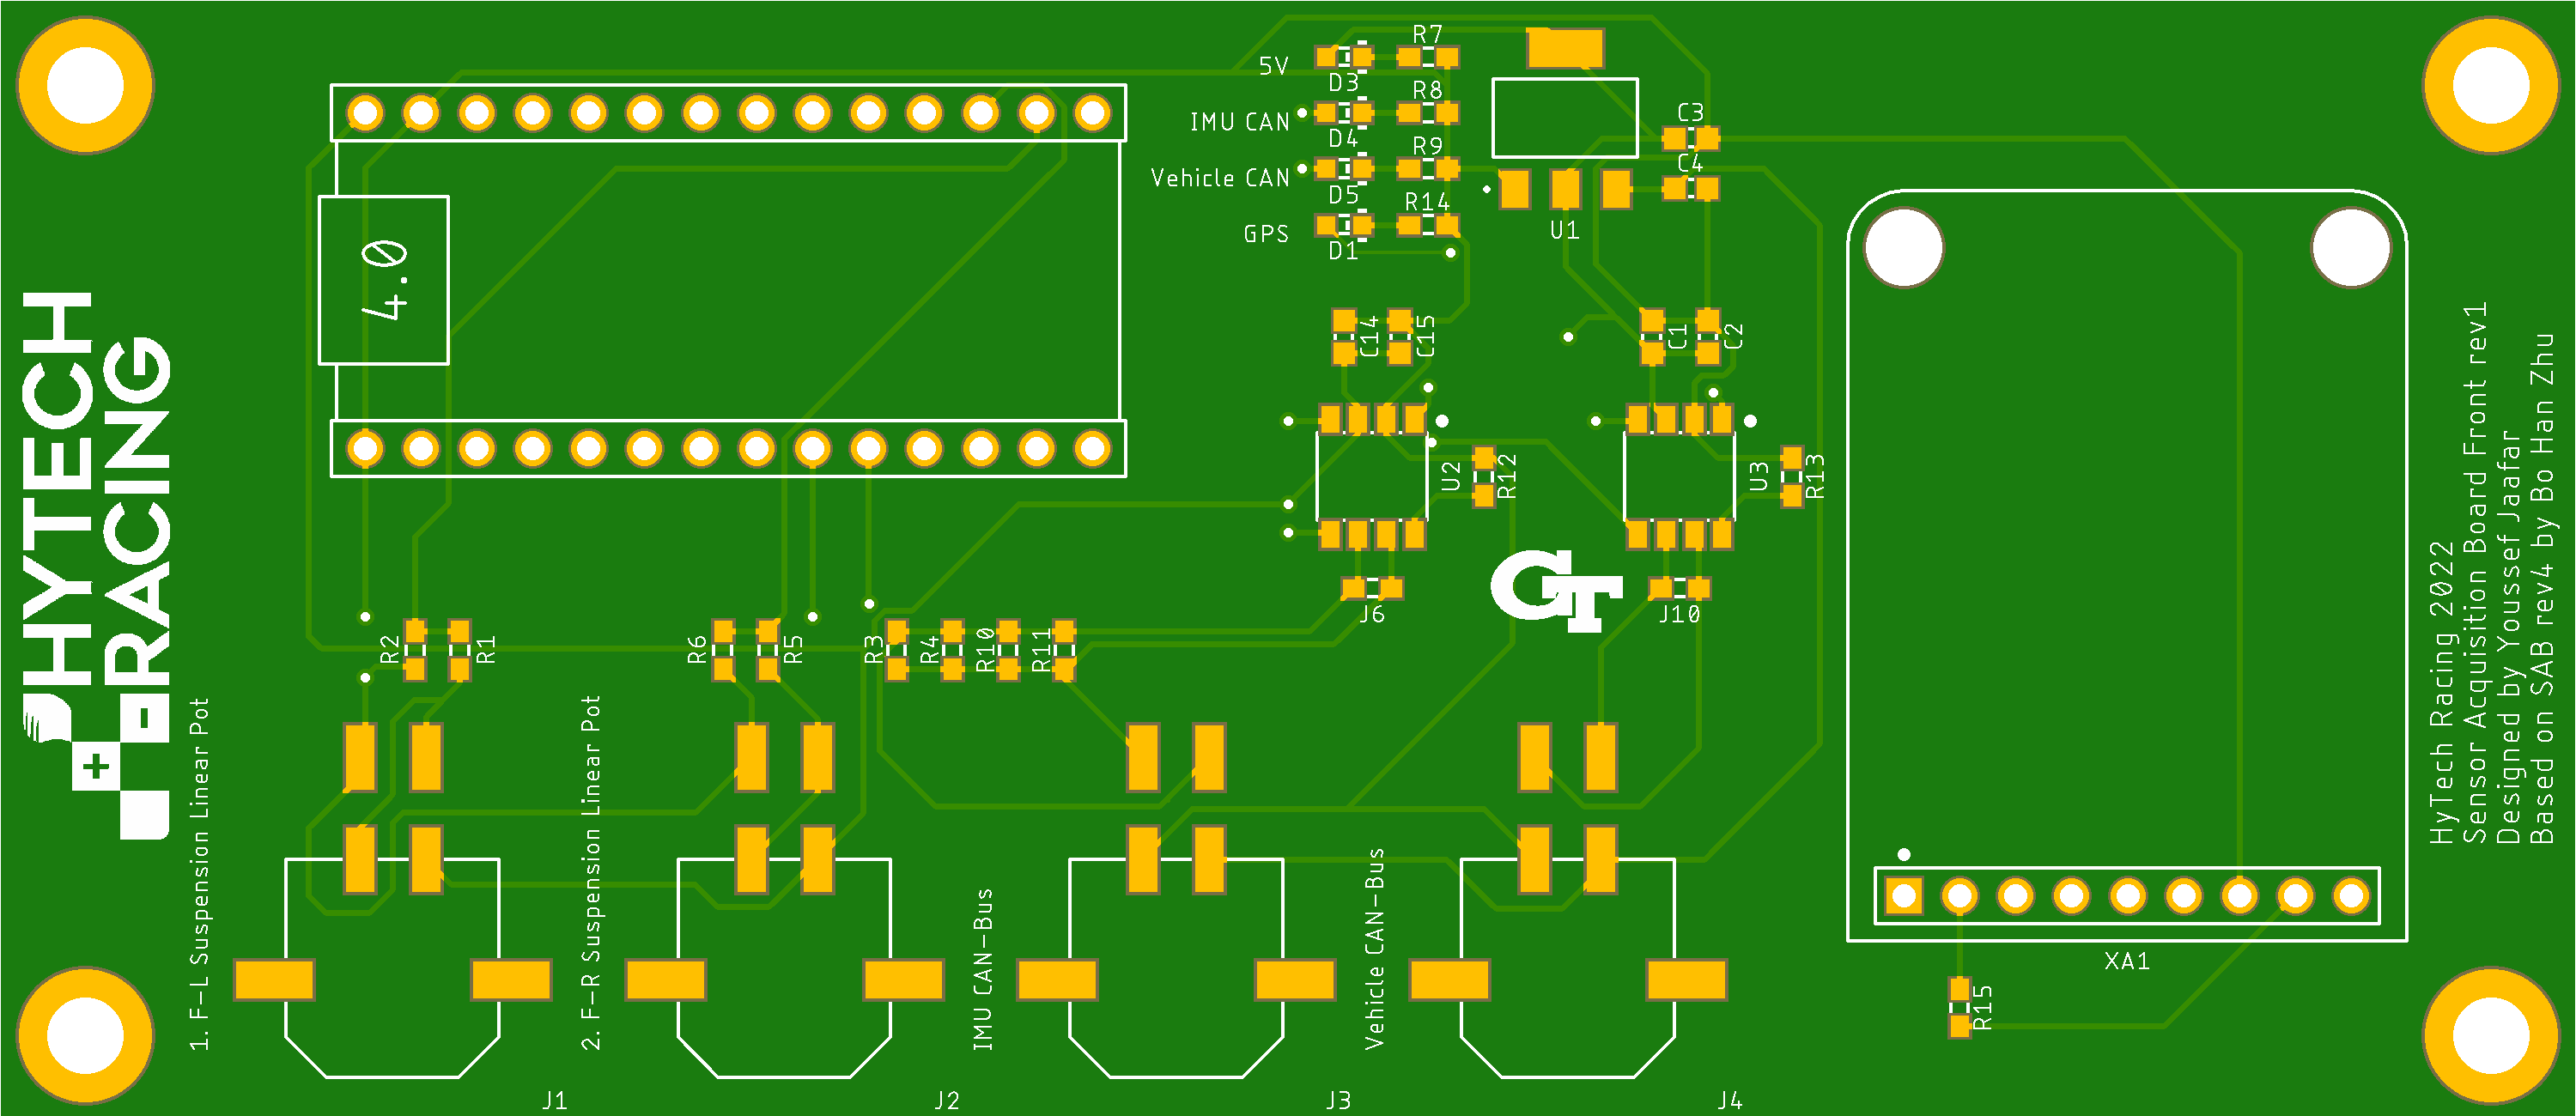 HYTECH
RACING
4.0
5V
IMU CAN
Vehicle CAN
GPS
D3
D4
D5
D1
R7
R8
R9
R14
U1
C3
C4
C14
C15
C1
C2
U2
R12
U3
R13
J6
J10
GT
R2
R1
R6
R5
R3
R4
R10
R11
1. F-L Suspension Linear Pot
2. F-R Suspension Linear Pot
IMU CAN-Bus
Vehicle CAN-Bus
J1
J2
J3
J4
XA1
R15
HyTech Racing 2022
Sensor Acquisition Board Front rev1
Designed by Youssef Jaafar
Based on SAB rev4 by Bo Han Zhu